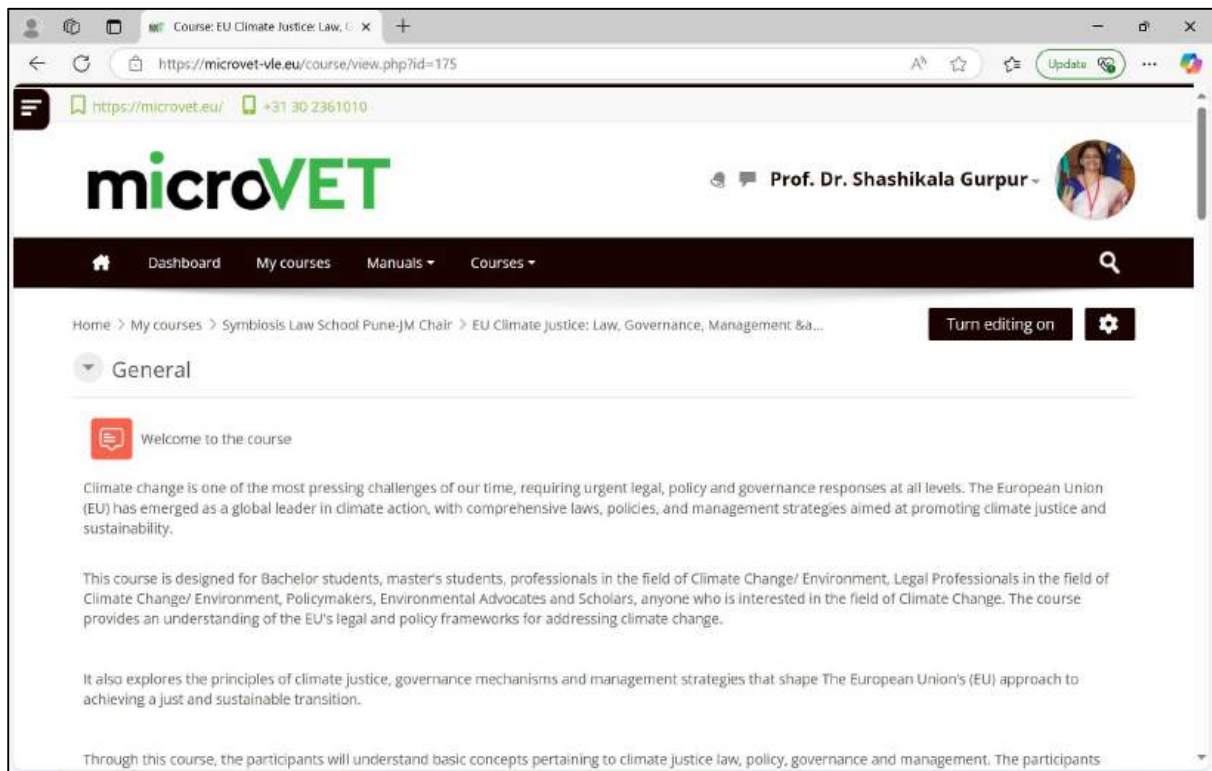 Course: EU Climate Justice: Law, G
https://microvet-vle.eu/course/view.php?id=175
Update
https://microvet.eu/ +31 30 2361010
microVET
Prof. Dr. Shashikala Gurpur
Dashboard My courses Manuals Courses
Home > My courses > Symbiosis Law School Pune-JM Chair > EU Climate Justice: Law, Governance, Management &a...
Turn editing on
General
Welcome to the course
Climate change is one of the most pressing challenges of our time, requiring urgent legal, policy and governance responses at all levels. The European Union
(EU) has emerged as a global leader in climate action, with comprehensive laws, policies, and management strategies aimed at promoting climate justice and
sustainability.
This course is designed for Bachelor students, master's students, professionals in the field of Climate Change/ Environment, Legal Professionals in the field of
Climate Change/ Environment, Policymakers, Environmental Advocates and Scholars, anyone who is interested in the field of Climate Change. The course
provides an understanding of the EU's legal and policy frameworks for addressing climate change.
It also explores the principles of climate justice, governance mechanisms and management strategies that shape The European Union's (EU) approach to
achieving a just and sustainable transition.
Through this course, the participants will understand basic concepts pertaining to climate justice law, policy, governance and management. The participants